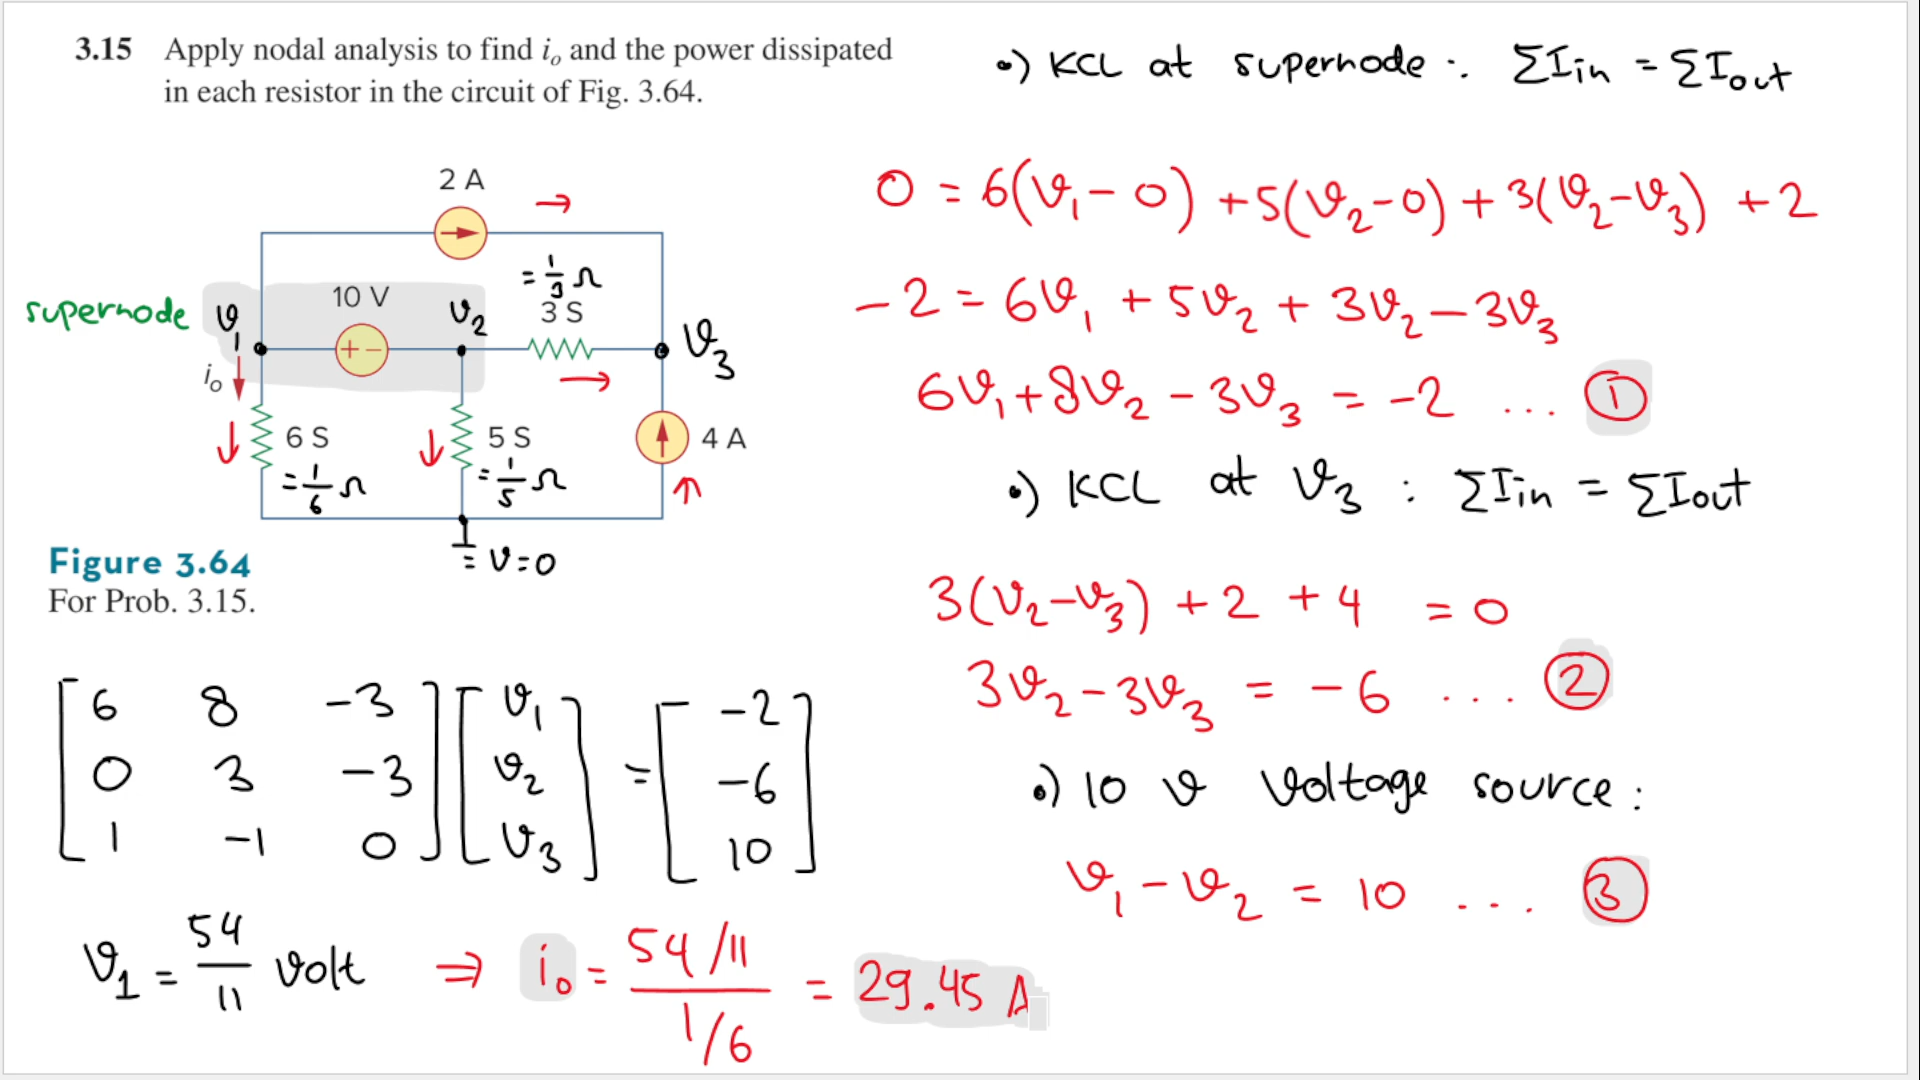 3.15 Apply nodal analysis to find i₀ and the power dissipated
in each resistor in the circuit of Fig. 3.64.
2 A
→
= 1/3 Ω
10 V
3 S
supernode
v₁
v₂
v₃
+ −
→
i₀
6 S
= 1/6 Ω
5 S
= 1/5 Ω
4 A
v=0
Figure 3.64
For Prob. 3.15.
[6 8 -3] [v₁] = [-2]
[0 3 -3] [v₂] = [-6]
[1 -1 0] [v₃] = [10]
v₁ = 54/11 volt ⇒ i₀ = (54/11)/(1/6) = 29.45 A
•) KCL at supernode : ΣIin = ΣIout
0 = 6(v₁-0) + 5(v₂-0) + 3(v₂-v₃) + 2
-2 = 6v₁ + 5v₂ + 3v₂ - 3v₃
6v₁ + 8v₂ - 3v₃ = -2 ... ①
•) KCL at v₃ : ΣIin = ΣIout
3(v₂-v₃) + 2 + 4 = 0
3v₂ - 3v₃ = -6 ... ②
•) 10 v voltage source :
v₁ - v₂ = 10 ... ③